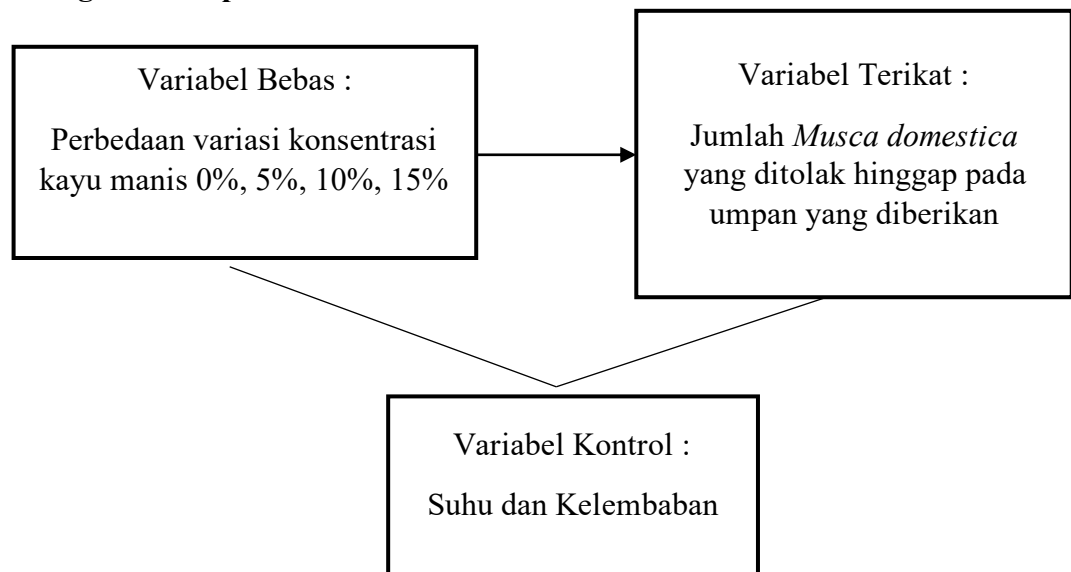 Variabel Bebas :
Perbedaan variasi konsentrasi
kayu manis 0%, 5%, 10%, 15%
Variabel Terikat :
Jumlah Musca domestica
yang ditolak hinggap pada
umpan yang diberikan
Variabel Kontrol :
Suhu dan Kelembaban